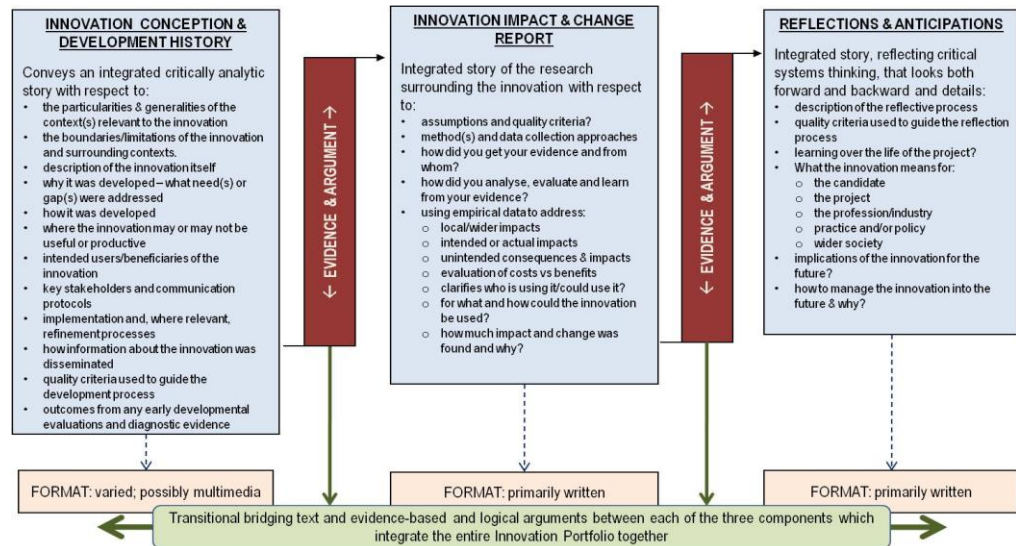 INNOVATION CONCEPTION &
DEVELOPMENT HISTORY
Conveys an integrated critically analytic
story with respect to:
• the particularities & generalities of the
context(s) relevant to the innovation
• the boundaries/limitations of the innovation
and surrounding contexts.
• description of the innovation itself
• why it was developed – what need(s) or
gap(s) were addressed
• how it was developed
• where the innovation may or may not be
useful or productive
• intended users/beneficiaries of the
innovation
• key stakeholders and communication
protocols
• implementation and, where relevant,
refinement processes
• how information about the innovation was
disseminated
• quality criteria used to guide the
development process
• outcomes from any early developmental
evaluations and diagnostic evidence
FORMAT: varied; possibly multimedia
← EVIDENCE & ARGUMENT →
INNOVATION IMPACT & CHANGE
REPORT
Integrated story of the research
surrounding the innovation with respect
to:
• assumptions and quality criteria?
• method(s) and data collection approaches
• how did you get your evidence and from
whom?
• how did you analyse, evaluate and learn
from your evidence?
• using empirical data to address:
o local/wider impacts
o intended or actual impacts
o unintended consequences & impacts
o evaluation of costs vs benefits
o clarifies who is using it/could use it?
o for what and how could the innovation
be used?
o how much impact and change was
found and why?
FORMAT: primarily written
← EVIDENCE & ARGUMENT →
REFLECTIONS & ANTICIPATIONS
Integrated story, reflecting critical
systems thinking, that looks both
forward and backward and details:
• description of the reflective process
• quality criteria used to guide the reflection
process
• learning over the life of the project?
• What the innovation means for:
o the candidate
o the project
o the profession/industry
o practice and/or policy
o wider society
• implications of the innovation for the
future?
• how to manage the innovation into the
future & why?
FORMAT: primarily written
Transitional bridging text and evidence-based and logical arguments between each of the three components which
integrate the entire Innovation Portfolio together